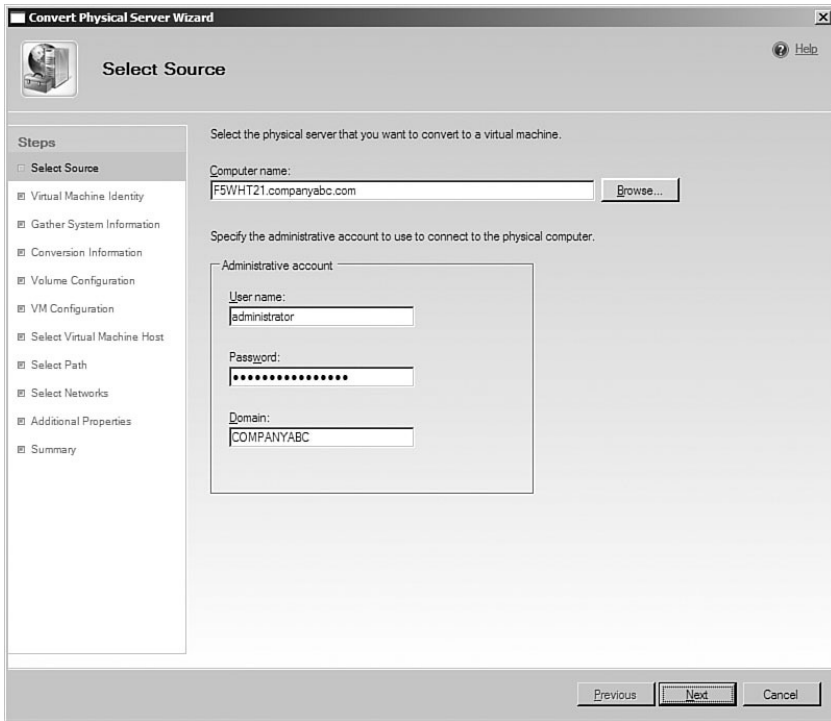 Convert Physical Server Wizard
Select Source
Help
Steps
Select Source
Virtual Machine Identity
Gather System Information
Conversion Information
Volume Configuration
VM Configuration
Select Virtual Machine Host
Select Path
Select Networks
Additional Properties
Summary
Select the physical server that you want to convert to a virtual machine.
Computer name:
F5WHT21.companyabc.com
Browse...
Specify the administrative account to use to connect to the physical computer.
Administrative account
User name:
administrator
Password:
••••••••••••••••
Domain:
COMPANYABC
Previous
Next
Cancel